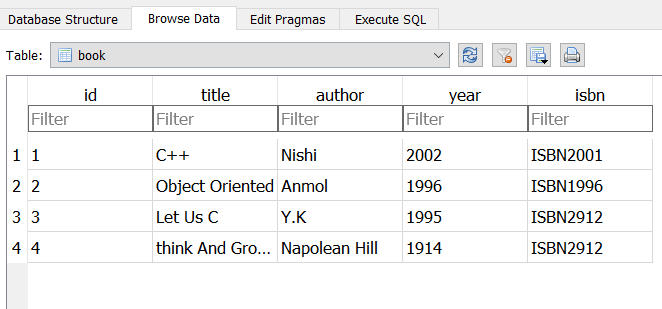 Database Structure Browse Data Edit Pragmas Execute SQL
Table: book
id title author year isbn
Filter Filter Filter Filter Filter
1 1 C++ Nishi 2002 ISBN2001
2 2 Object Oriented Anmol 1996 ISBN1996
3 3 Let Us C Y.K 1995 ISBN2912
4 4 think And Gro... Napolean Hill 1914 ISBN2912